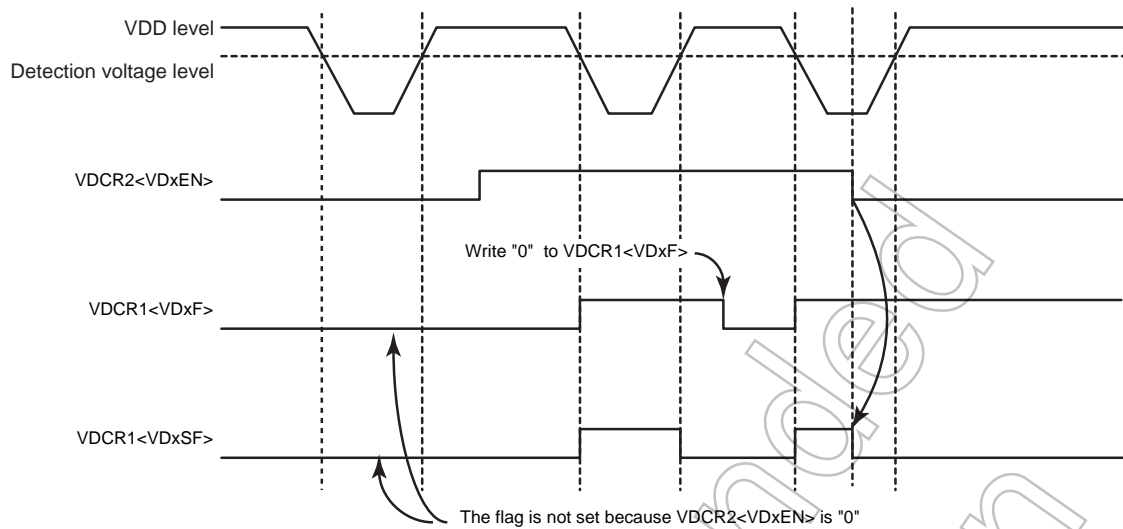 VDD level
Detection voltage level
VDCR2<VDxEN>
Write "0" to VDCR1<VDxF>
VDCR1<VDxF>
VDCR1<VDxSF>
The flag is not set because VDCR2<VDxEN> is "0"
nded